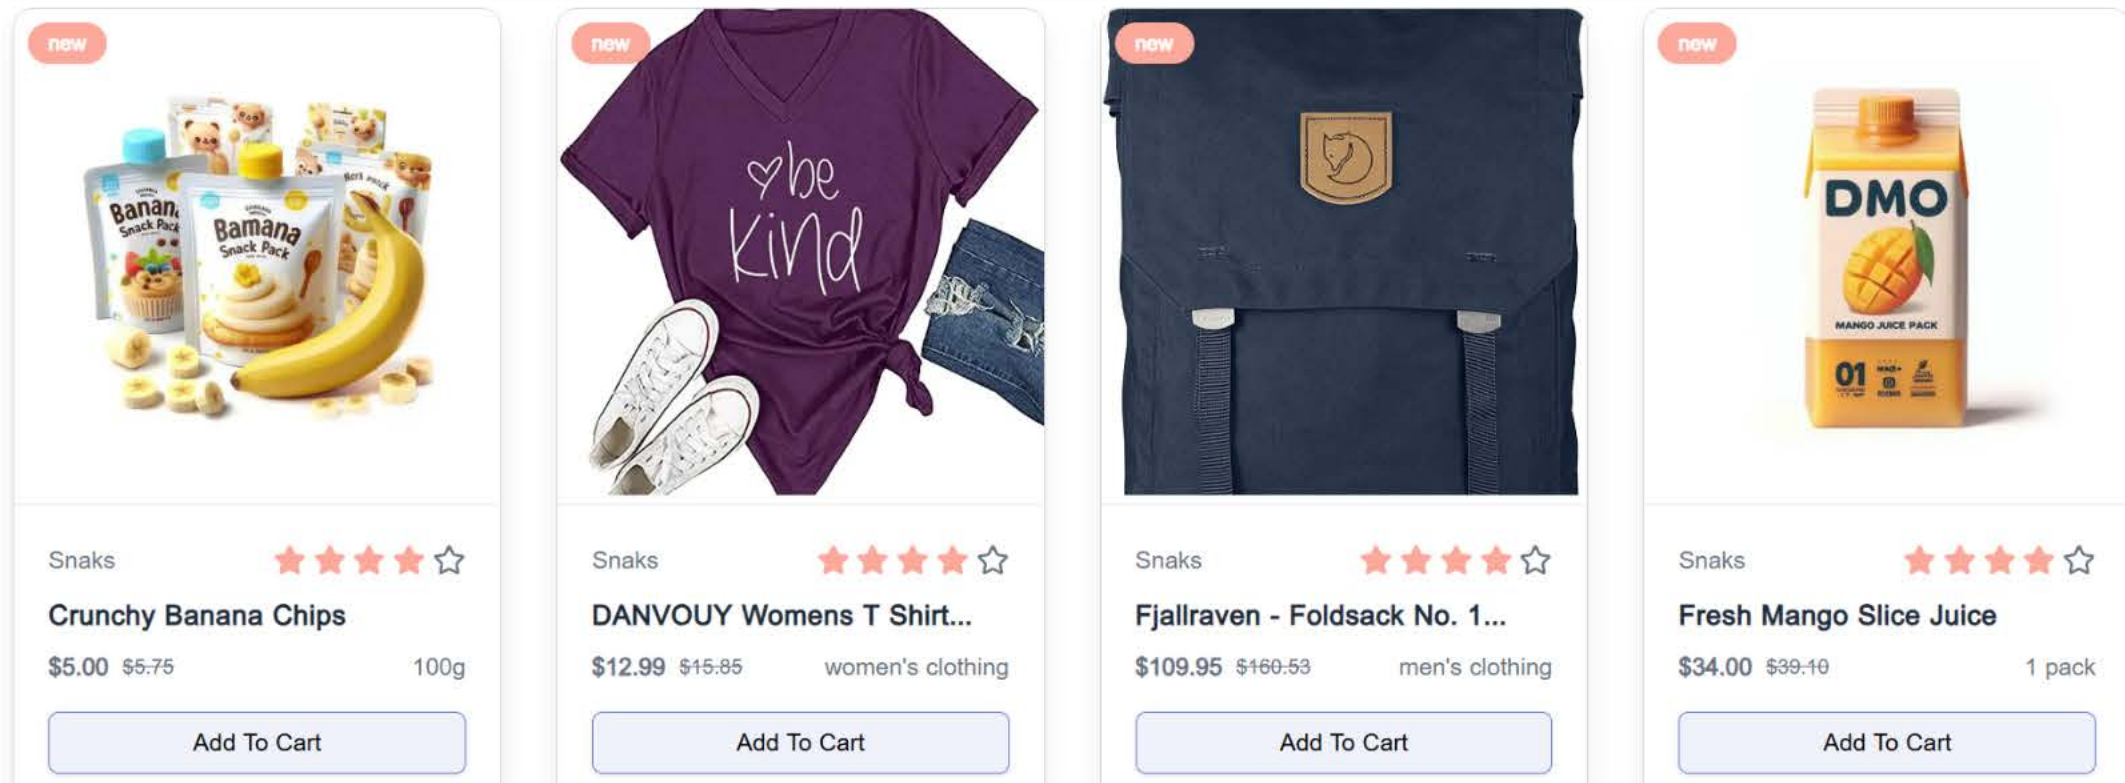 new
Banana
Snack Pack
Bamana
Snack Pack
Snaks
Crunchy Banana Chips
$5.00 $5.75 100g
Add To Cart
new
be
kind
Snaks
DANVOUY Womens T Shirt...
$12.99 $15.85 women's clothing
Add To Cart
new
Snaks
Fjallraven - Foldsack No. 1...
$109.95 $160.53 men's clothing
Add To Cart
new
DMO
MANGO JUICE PACK
01
Snaks
Fresh Mango Slice Juice
$34.00 $39.10 1 pack
Add To Cart